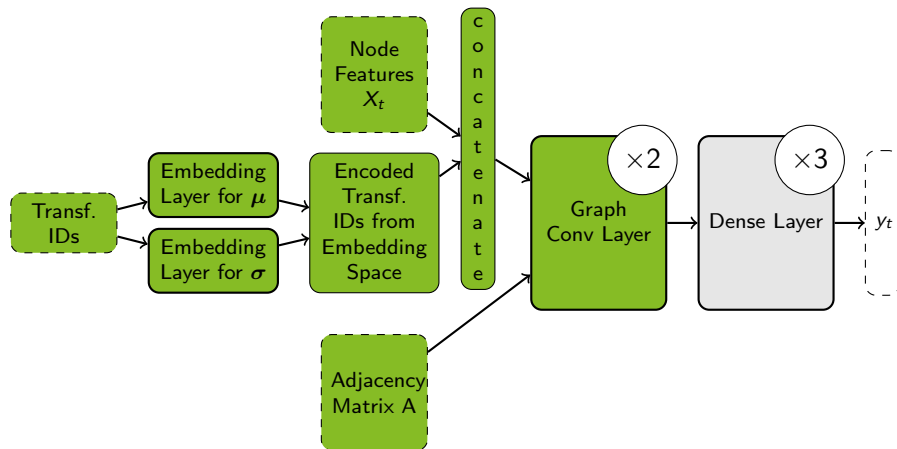 Transf.
IDs
Embedding
Layer for μ
Embedding
Layer for σ
Node
Features
X_t
Encoded
Transf.
IDs from
Embedding
Space
Adjacency
Matrix A
c
o
n
c
a
t
e
n
a
t
e
×2
Graph
Conv Layer
×3
Dense Layer
y_t